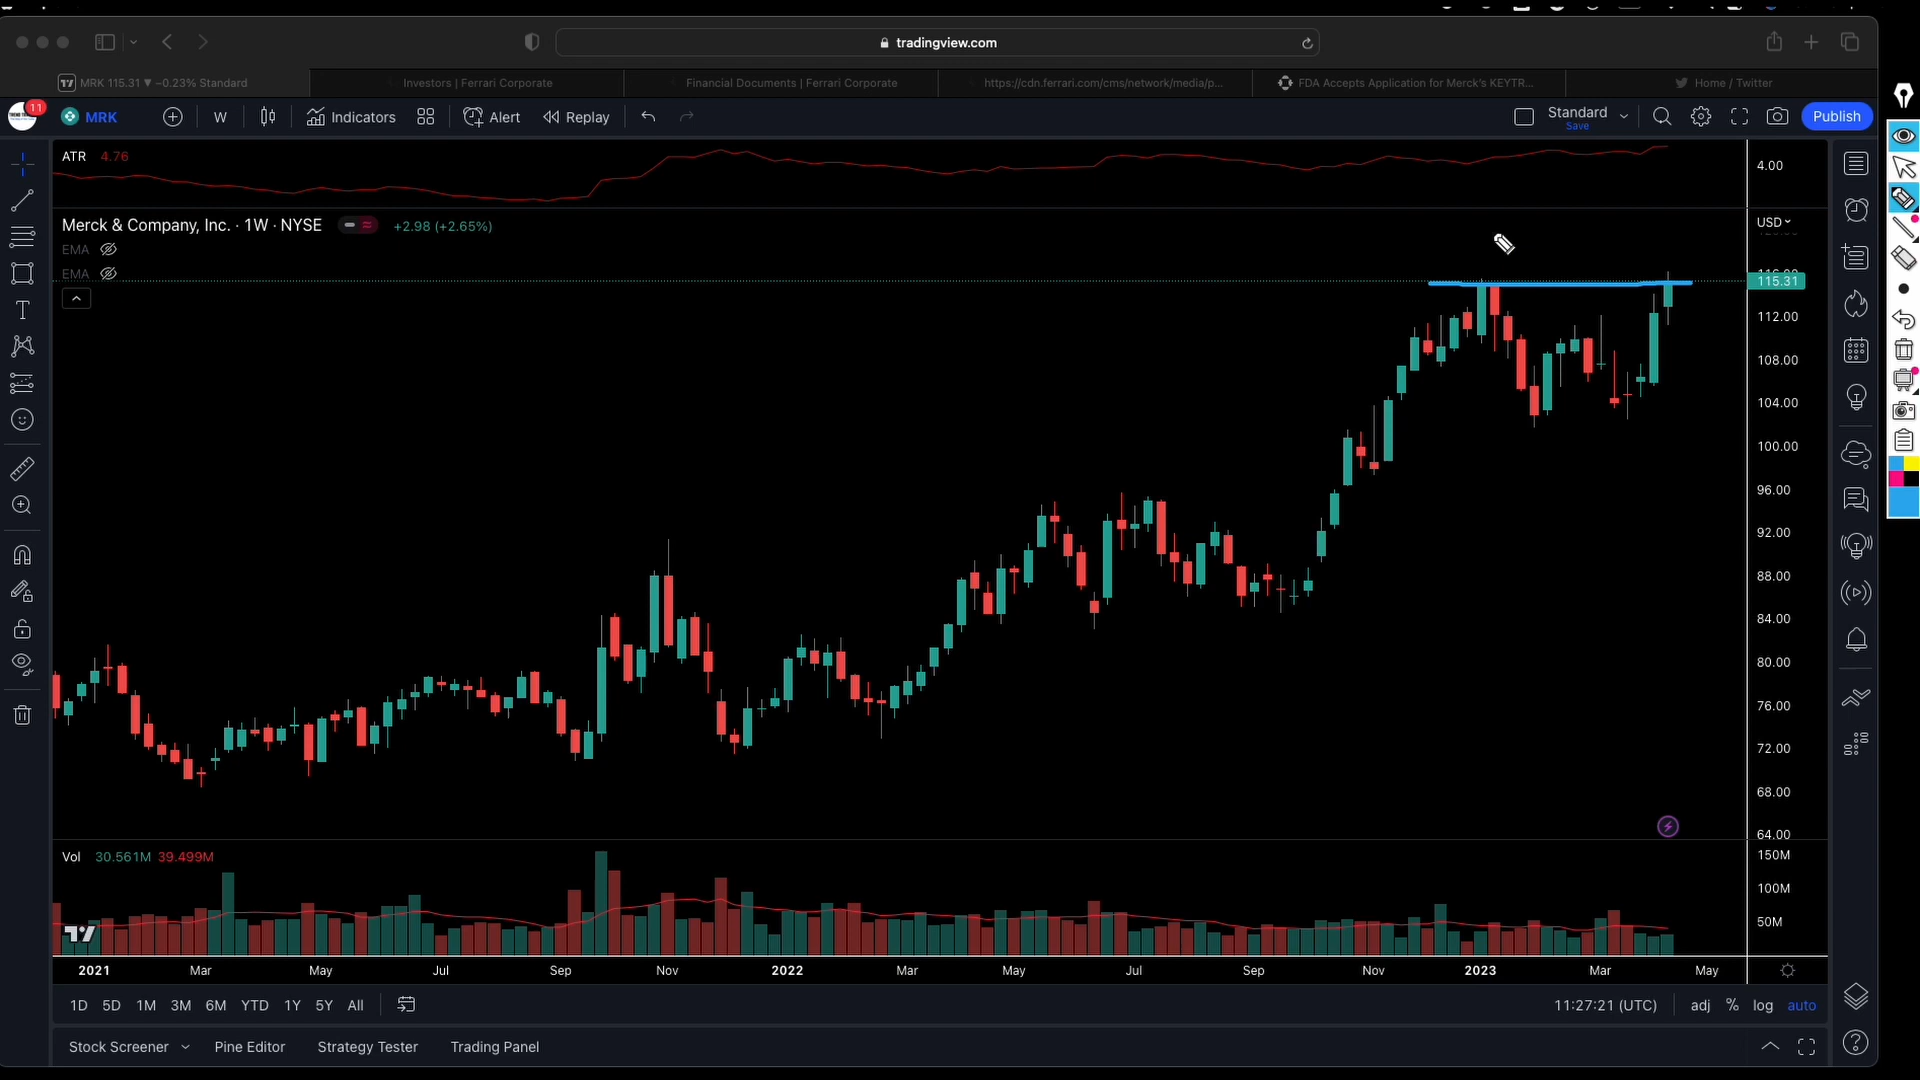 tradingview.com
MRK 115.31 ▼ −0.23% Standard
Investors | Ferrari Corporate
Financial Documents | Ferrari Corporate
https://cdn.ferrari.com/cms/network/media/p...
FDA Accepts Application for Merck's KEYTR...
Home / Twitter
11
MRK
W
Indicators
Alert
Replay
Standard
Save
Publish
ATR 4.76
4.00
Merck & Company, Inc. · 1W · NYSE
+2.98 (+2.65%)
USD
EMA
EMA
115.31
112.00
108.00
104.00
100.00
96.00
92.00
88.00
84.00
80.00
76.00
72.00
68.00
64.00
Vol 30.561M 39.499M
150M
100M
50M
2021 Mar May Jul Sep Nov 2022 Mar May Jul Sep Nov 2023 Mar May
1D 5D 1M 3M 6M YTD 1Y 5Y All
11:27:21 (UTC)
adj % log auto
Stock Screener
Pine Editor
Strategy Tester
Trading Panel